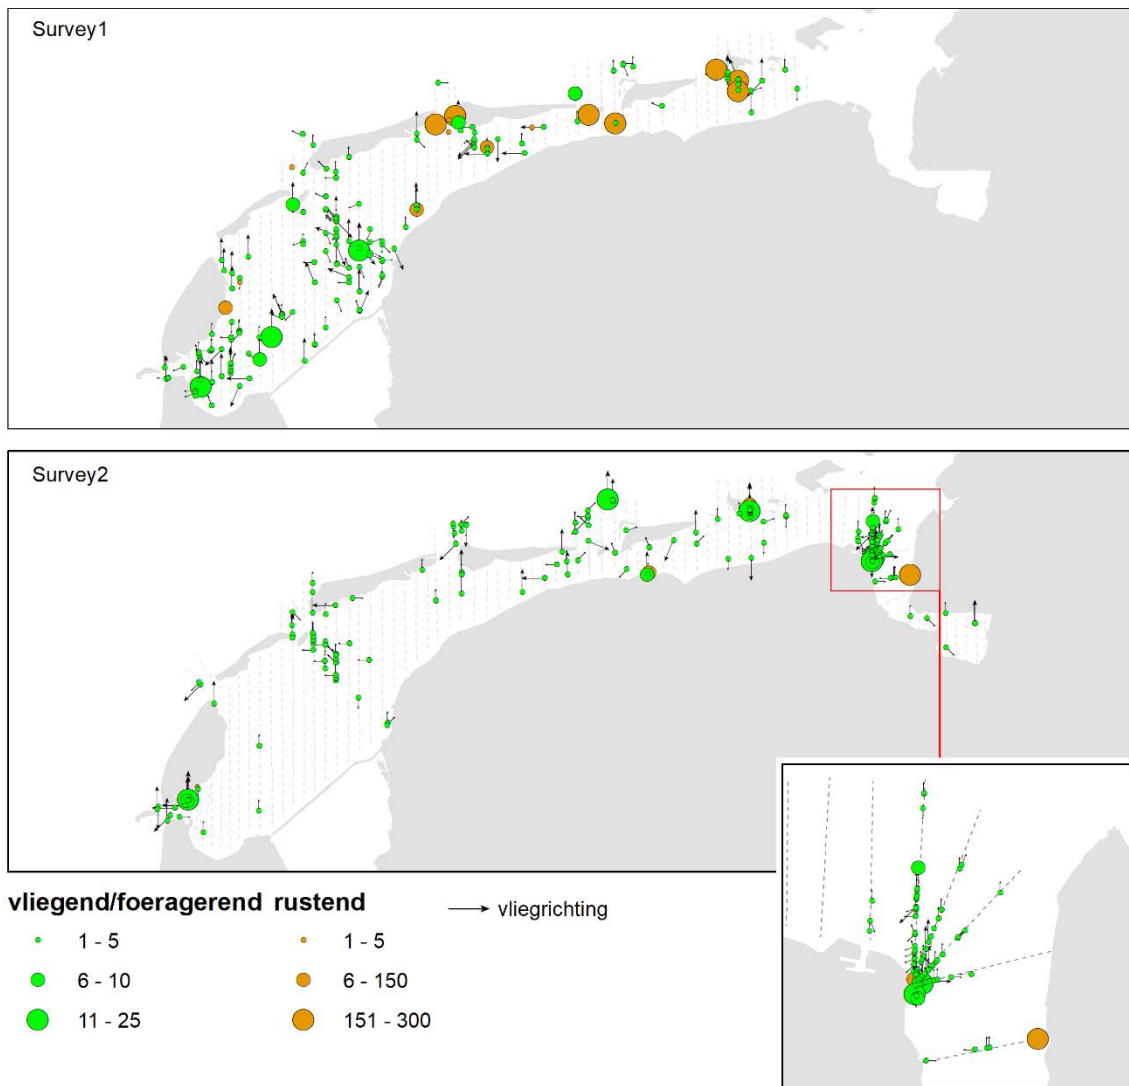 Survey1
Survey2
vliegend/foeragerend rustend
vliegrichting
1 - 5
1 - 5
6 - 10
6 - 150
11 - 25
151 - 300